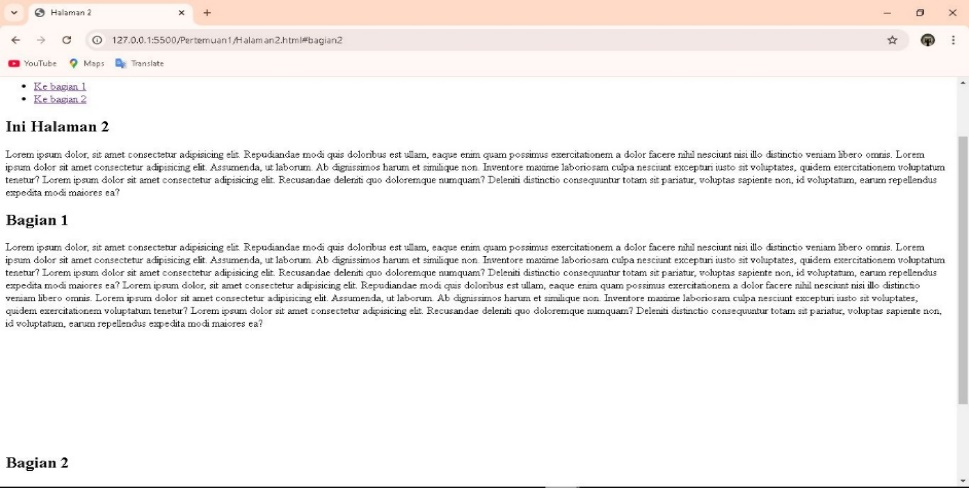 Halaman 2
127.0.0.1:5500/Pertemuan1/Halaman2.html#bagian2
YouTube Maps Translate
Ke bagian 1
Ke bagian 2
Ini Halaman 2
Lorem ipsum dolor, sit amet consectetur adipisicing elit. Repudiandae modi quis doloribus est ullam, eaque enim quam possimus exercitationem a dolor facere nihil nesciunt nisi illo distinctio veniam libero omnis. Lorem
ipsum dolor sit amet consectetur adipisicing elit. Assumenda, ut laborum. Ab dignissimos harum et similique non. Inventore maxime laboriosam culpa nesciunt excepturi iusto sit voluptates, quidem exercitationem voluptatum
tenetur? Lorem ipsum dolor sit amet consectetur adipisicing elit. Recusandae deleniti quo doloremque numquam? Deleniti distinctio consequuntur totam sit pariatur, voluptas sapiente non, id voluptatum, earum repellendus
expedita modi maiores ea?
Bagian 1
Lorem ipsum dolor, sit amet consectetur adipisicing elit. Repudiandae modi quis doloribus est ullam, eaque enim quam possimus exercitationem a dolor facere nihil nesciunt nisi illo distinctio veniam libero omnis. Lorem
ipsum dolor sit amet consectetur adipisicing elit. Assumenda, ut laborum. Ab dignissimos harum et similique non. Inventore maxime laboriosam culpa nesciunt excepturi iusto sit voluptates, quidem exercitationem voluptatum
tenetur? Lorem ipsum dolor sit amet consectetur adipisicing elit. Recusandae deleniti quo doloremque numquam? Deleniti distinctio consequuntur totam sit pariatur, voluptas sapiente non, id voluptatum, earum repellendus
expedita modi maiores ea? Lorem ipsum dolor, sit amet consectetur adipisicing elit. Repudiandae modi quis doloribus est ullam, eaque enim quam possimus exercitationem a dolor facere nihil nesciunt nisi illo distinctio
veniam libero omnis. Lorem ipsum dolor sit amet consectetur adipisicing elit. Assumenda, ut laborum. Ab dignissimos harum et similique non. Inventore maxime laboriosam culpa nesciunt excepturi iusto sit voluptates,
quidem exercitationem voluptatum tenetur? Lorem ipsum dolor sit amet consectetur adipisicing elit. Recusandae deleniti quo doloremque numquam? Deleniti distinctio consequuntur totam sit pariatur, voluptas sapiente non,
id voluptatum, earum repellendus expedita modi maiores ea?
Bagian 2